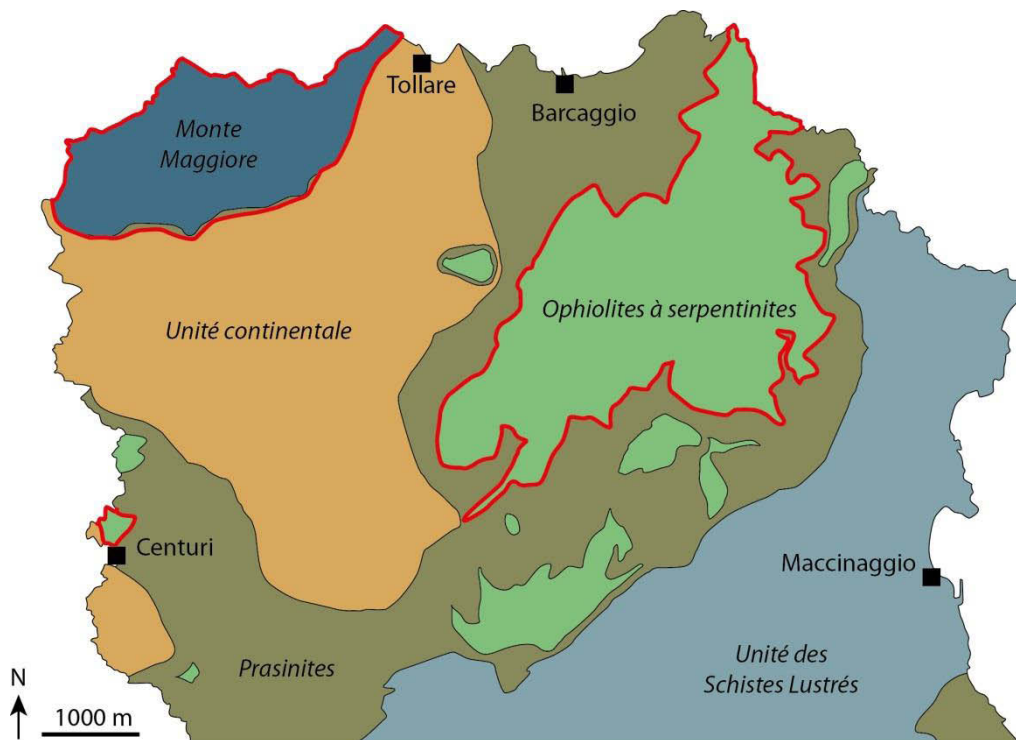 Tollare
Barcaggio
Monte
Maggiore
Unité continentale
Ophiolites à serpentinites
Centuri
Maccinaggio
Prasinites
Unité des
Schistes Lustrés
N
1000 m